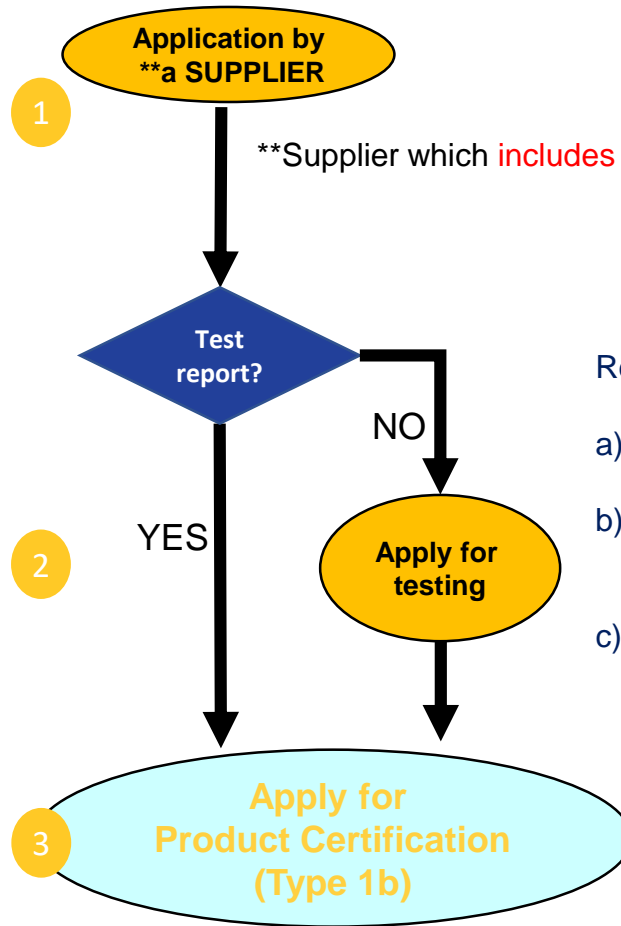 Application by
**a SUPPLIER
1
**Supplier which includes
Test
report?
NO
a)
YES
b)
2
Apply for
testing
c)
Apply for
3
Product Certification
(Type 1b)